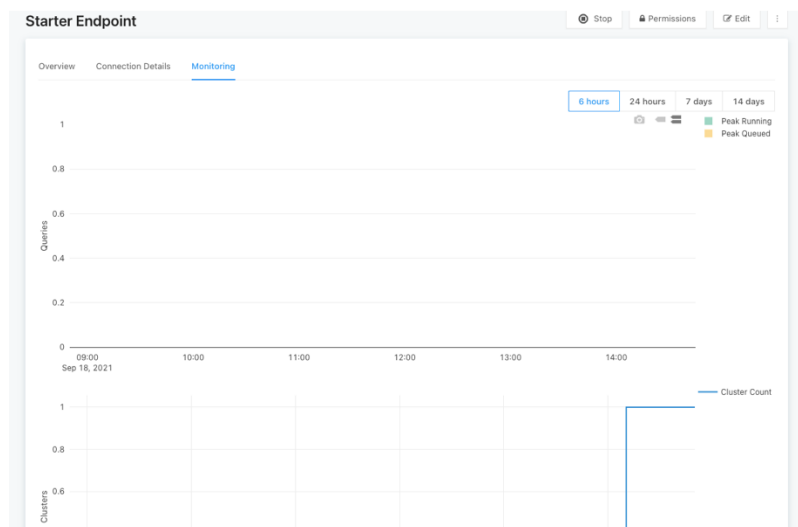 Starter Endpoint
Stop Permissions Edit
Overview Connection Details Monitoring
6 hours 24 hours 7 days 14 days
Peak Running
Peak Queued
1
0.8
0.6
0.4
0.2
0
Queries
09:00 10:00 11:00 12:00 13:00 14:00
Sep 18, 2021
Cluster Count
1
0.8
0.6
Clusters